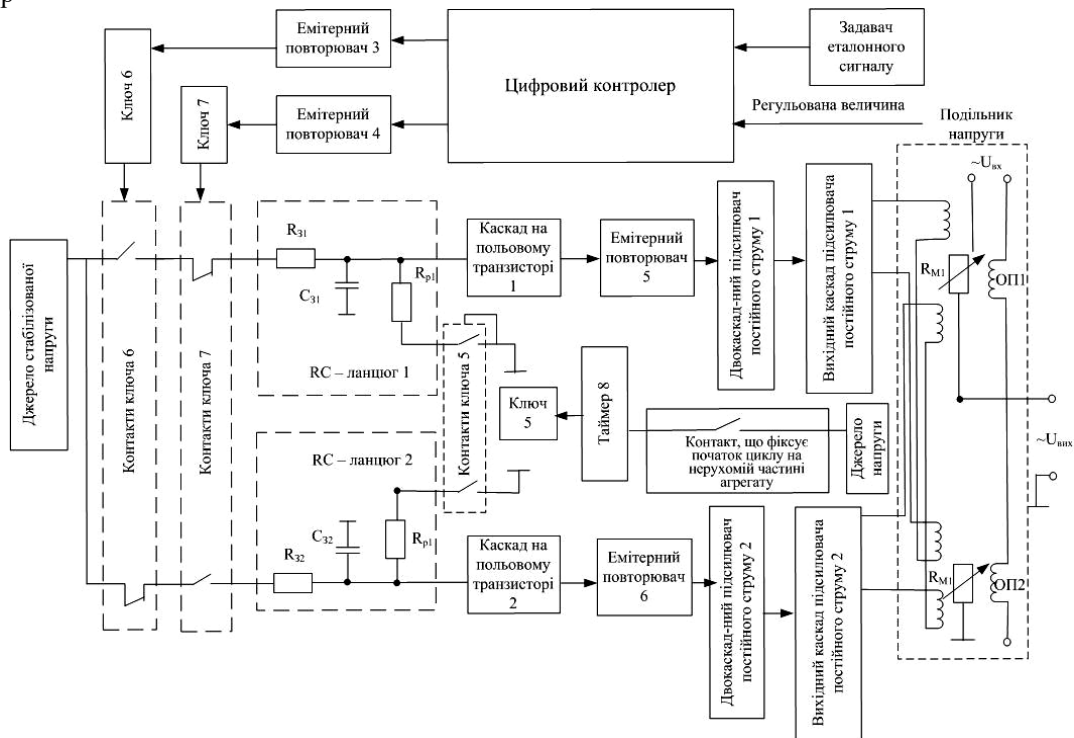 р
Емітерний
повторювач 3
Задавач
еталонного
сигналу
Ключ 6
Цифровий контролер
Регульована величина
Ключ 7
Емітерний
повторювач 4
Подільник
напруги
~Uвх
Джерело стабілізованої
напруги
Контакти ключа 6
Контакти ключа 7
RЗ1
CЗ1
Rр1
RC – ланцюг 1
Каскад на
польовому
транзисторі
1
Емітерний
повторювач
5
Двокаскад-ний підсилювач
постійного струму 1
Вихідний каскад підсилювача
постійного струму 1
RМ1
ОП1
Контакти ключа 5
Ключ
5
Таймер 8
Контакт, що фіксує
початок циклу на
нерухомій частині
агрегату
Джерело
напруги
~Uвих
RC – ланцюг 2
CЗ2
RЗ2
Rр1
Каскад на
польовому
транзисторі
2
Емітерний
повторювач
6
Двокаскад-ний підсилювач
постійного струму 2
Вихідний каскад підсилювача
постійного струму 2
RМ1
ОП2